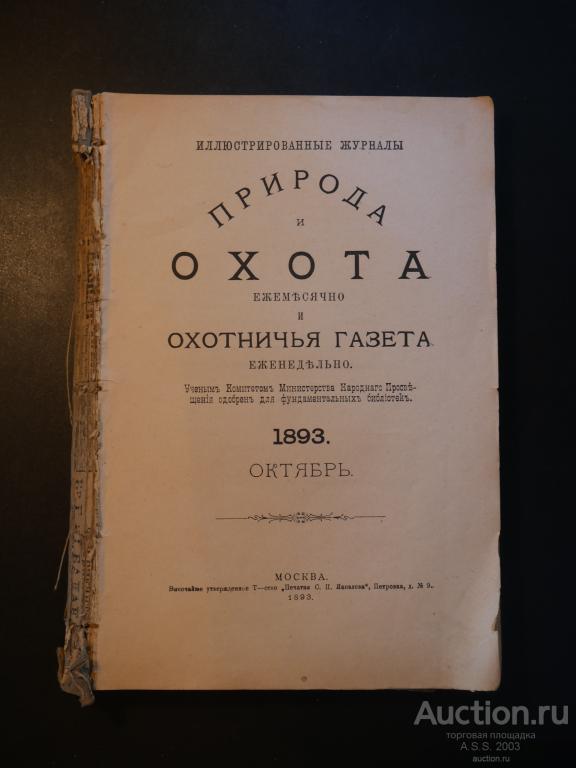 ИЛЛЮСТРИРОВАННЫЕ ЖУРНАЛЫ
ПРИРОДА
И
ОХОТА
ЕЖЕМѢСЯЧНО
И
ОХОТНИЧЬЯ ГАЗЕТА
ЕЖЕНЕДѢЛЬНО.
Ученымъ Комитетомъ Министерства Народнаго Просвѣ-
щенія одобренъ для фундаментальныхъ библіотекъ.
1893.
ОКТЯБРЬ.
МОСКВА.
Высочайше утвержденное Т—ство „Печатня С. П. Яковлева“, Петровка, д. № 9.
1893.
Auction.ru
торговая площадка
A.S.S. 2003
auction.ru